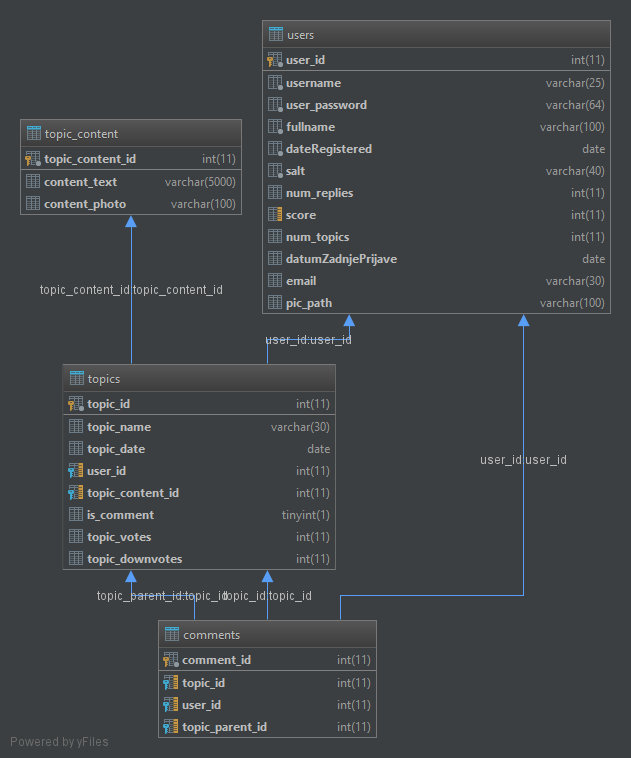 users
user_id int(11)
username varchar(25)
user_password varchar(64)
fullname varchar(100)
dateRegistered date
salt varchar(40)
num_replies int(11)
score int(11)
num_topics int(11)
datumZadnjePrijave date
email varchar(30)
pic_path varchar(100)
topic_content
topic_content_id int(11)
content_text varchar(5000)
content_photo varchar(100)
topic_content_id:topic_content_id
user_id:user_id
topics
topic_id int(11)
topic_name varchar(30)
topic_date date
user_id int(11)
topic_content_id int(11)
is_comment tinyint(1)
topic_votes int(11)
topic_downvotes int(11)
user_id:user_id
topic_parent_id:topic_id topic_id:topic_id
comments
comment_id int(11)
topic_id int(11)
user_id int(11)
topic_parent_id int(11)
Powered by yFiles